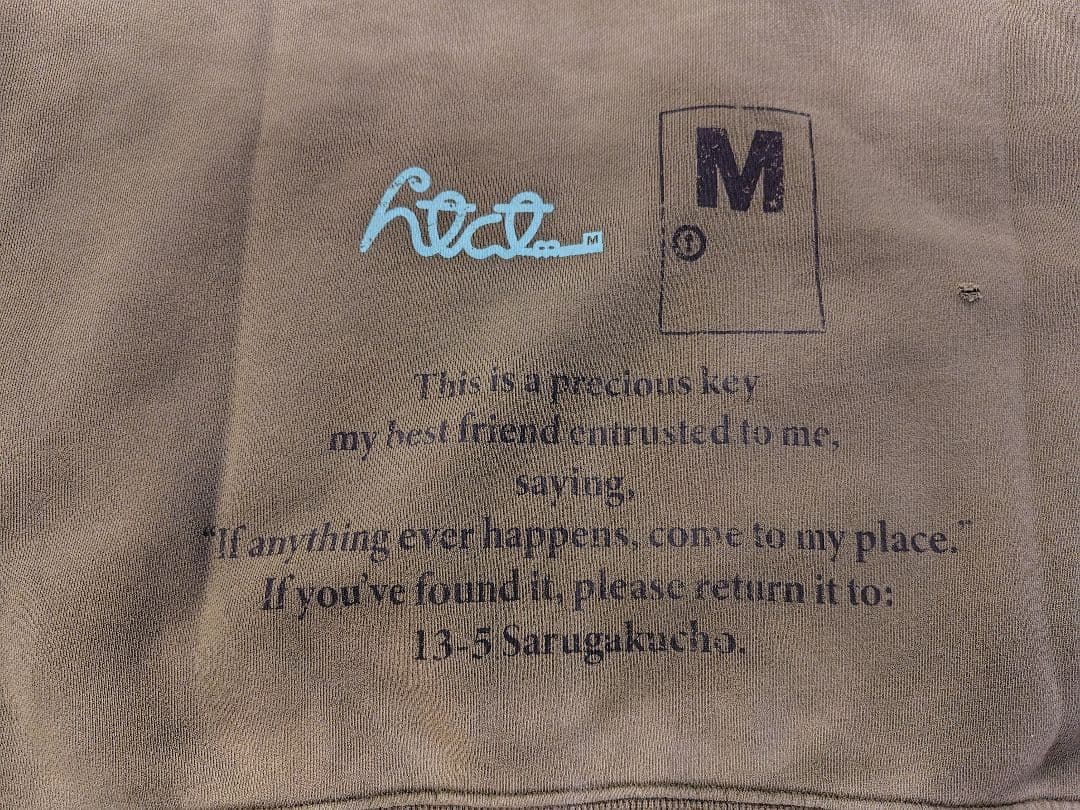 M
M
This is a precious key
my best friend entrusted to me,
saying,
“If anything ever happens, come to my place.”
If you’ve found it, please return it to:
13-5 Sarugakucho.